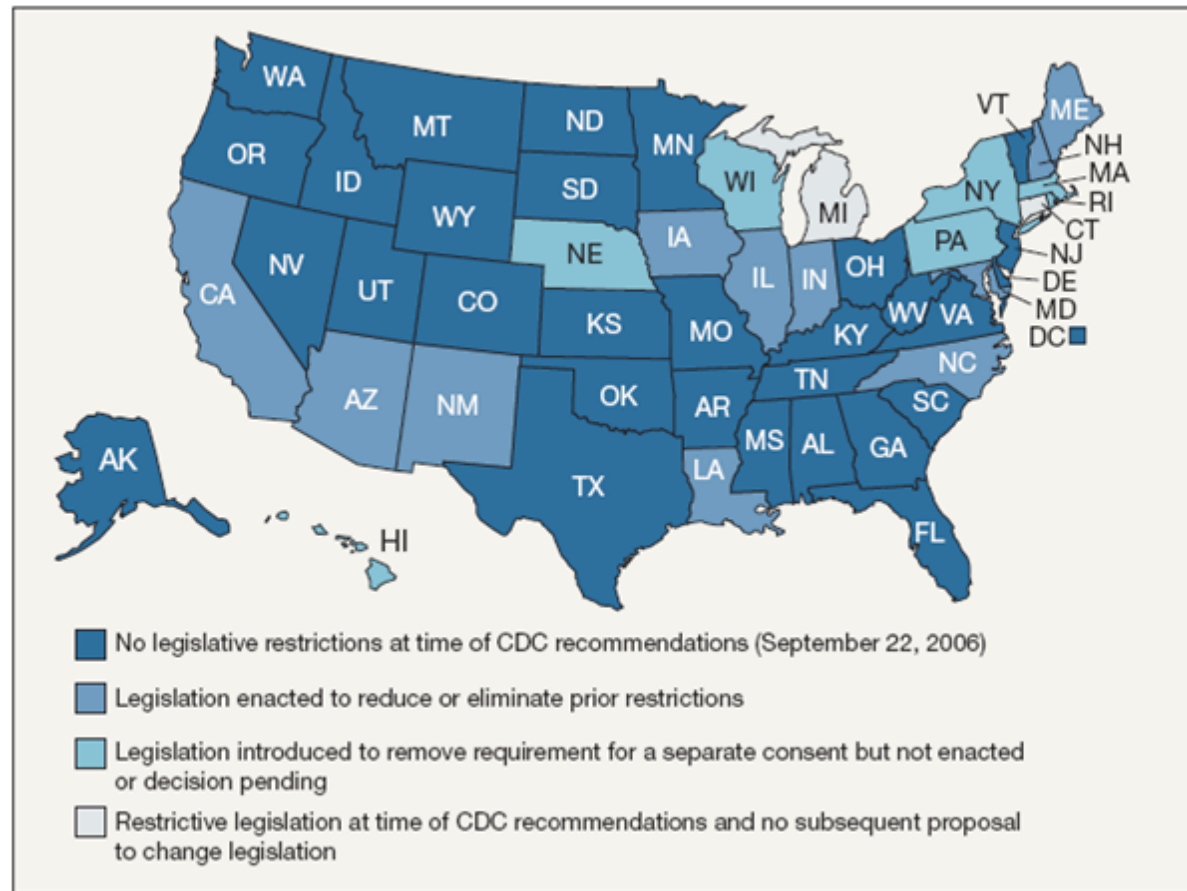 WA
MT
ND
MN
VT
ME
OR
ID
SD
WI
NH
MA
NY
RI
WY
MI
CT
IA
PA
NJ
NE
NV
OH
DE
IL
IN
CA
UT
CO
MD
WV
VA
DC
KS
MO
KY
NC
TN
AZ
NM
OK
AR
SC
MS
AL
GA
AK
LA
TX
FL
HI
No legislative restrictions at time of CDC recommendations (September 22, 2006)
Legislation enacted to reduce or eliminate prior restrictions
Legislation introduced to remove requirement for a separate consent but not enacted
or decision pending
Restrictive legislation at time of CDC recommendations and no subsequent proposal
to change legislation